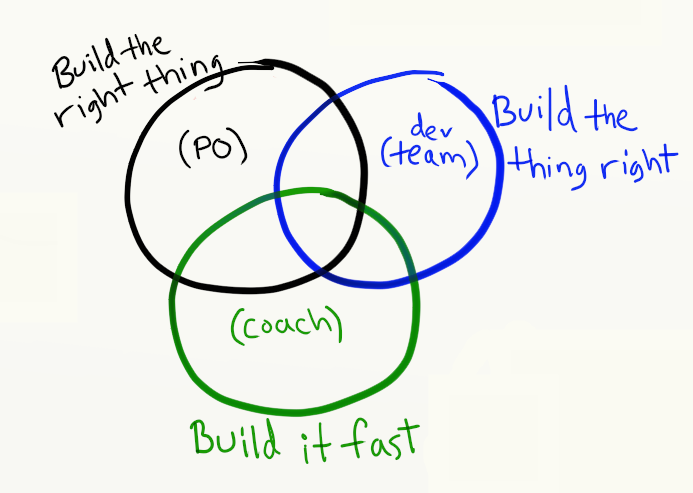 Build the
right thing
(PO)
dev
(team)
Build the
thing right
(coach)
Build it fast